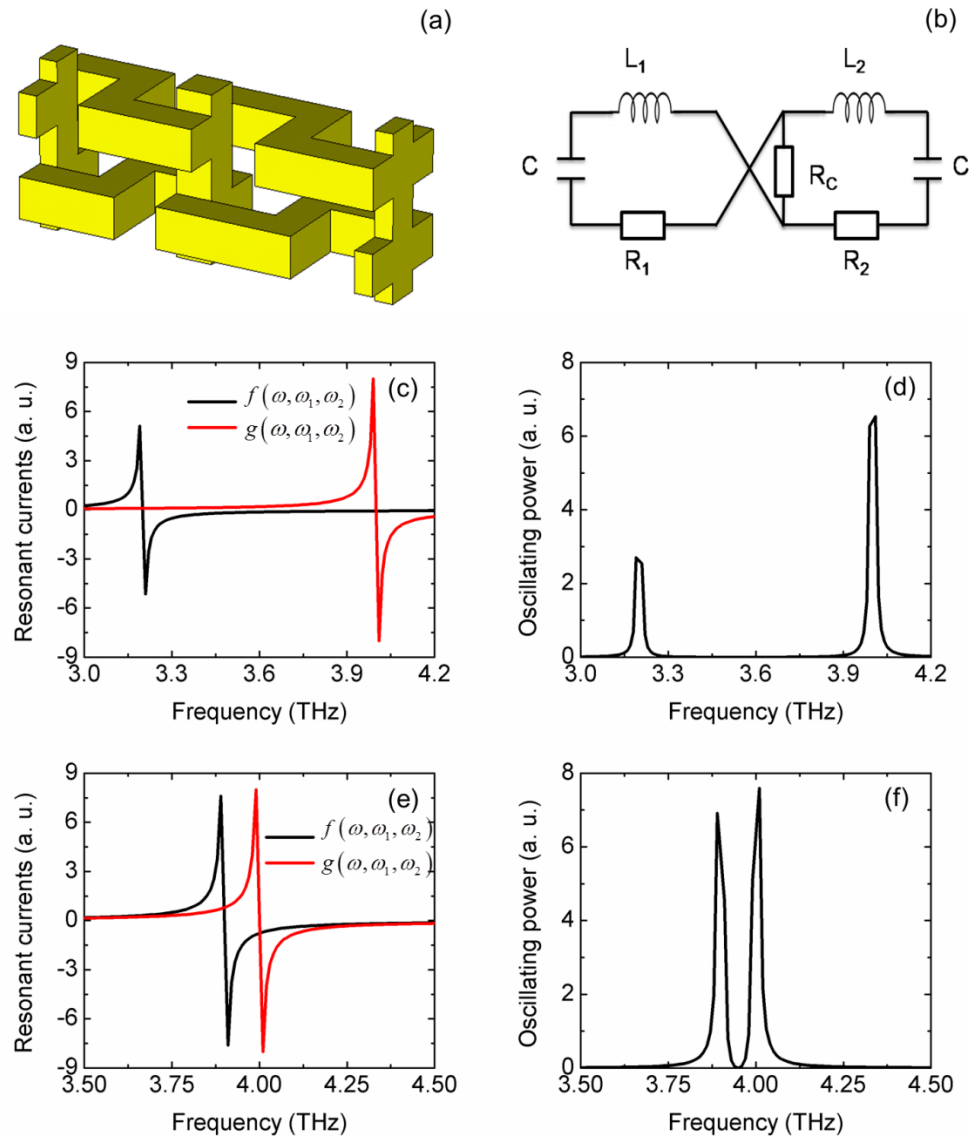 (a)
(b)
L₁
L₂
C
R_C
C
R₁
R₂
(c)
9
6
3
0
-3
-6
-9
Resonant currents (a. u.)
f(ω,ω₁,ω₂)
g(ω,ω₁,ω₂)
3.0 3.3 3.6 3.9 4.2
Frequency (THz)
(d)
8
6
4
2
0
Oscillating power (a. u.)
3.0 3.3 3.6 3.9 4.2
Frequency (THz)
(e)
9
6
3
0
-3
-6
-9
Resonant currents (a. u.)
f(ω,ω₁,ω₂)
g(ω,ω₁,ω₂)
3.50 3.75 4.00 4.25 4.50
Frequency (THz)
(f)
8
6
4
2
0
Oscillating power (a. u.)
3.50 3.75 4.00 4.25 4.50
Frequency (THz)